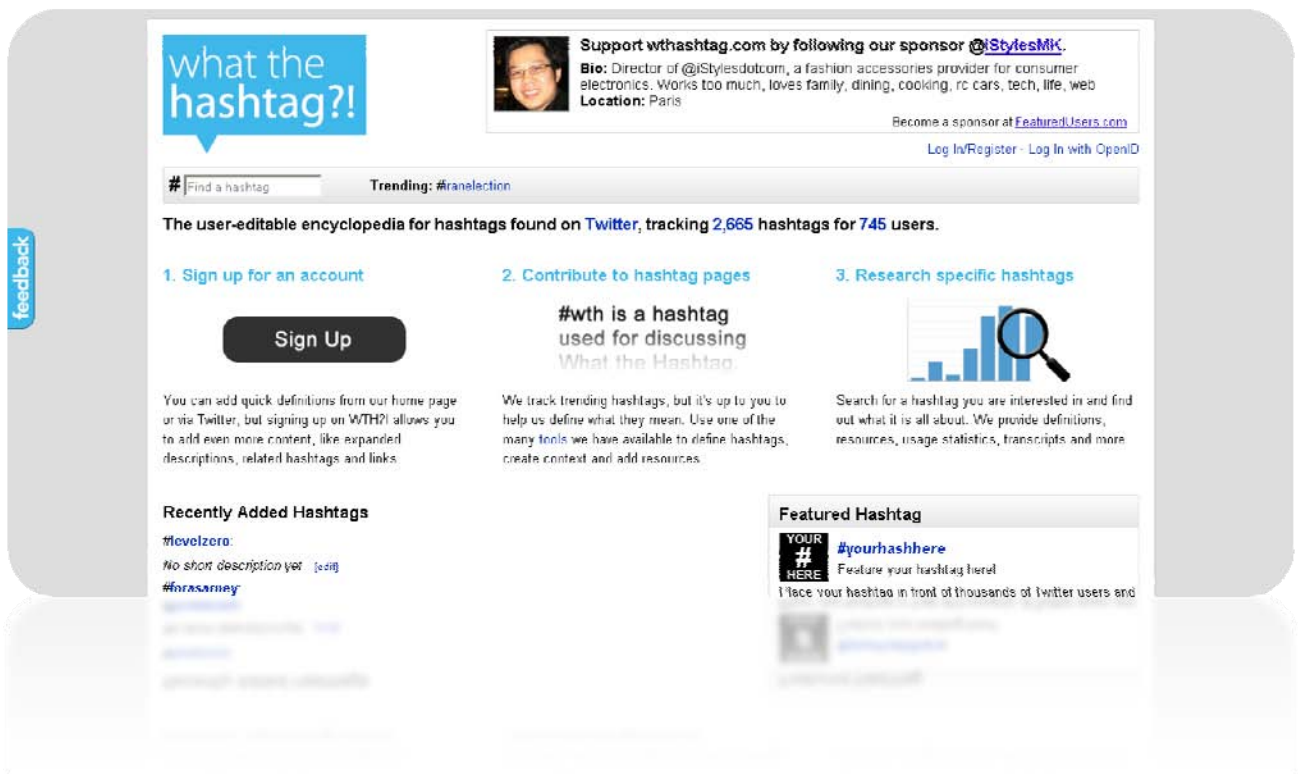 what the
hashtag?!
Support wthashtag.com by following our sponsor @iStylesMK.
Bio: Director of @iStylesdotcom, a fashion accessories provider for consumer
electronics. Works too much, loves family, dining, cooking, rc cars, tech, life, web
Location: Paris
Become a sponsor at FeaturedUsers.com
Log In/Register - Log In with OpenID
# Find a hashtag
Trending: #iranelection
The user-editable encyclopedia for hashtags found on Twitter, tracking 2,665 hashtags for 745 users.
feedback
1. Sign up for an account
Sign Up
You can add quick definitions from our home page
or via Twitter, but signing up on WTH?! allows you
to add even more content, like expanded
descriptions, related hashtags and links
2. Contribute to hashtag pages
#wth is a hashtag
used for discussing
What the Hashtag.
We track trending hashtags, but it's up to you to
help us define what they mean. Use one of the
many tools we have available to define hashtags,
create context and add resources
3. Research specific hashtags
Search for a hashtag you are interested in and find
out what it is all about. We provide definitions,
resources, usage statistics, transcripts and more
Recently Added Hashtags
#levelzero:
No short description yet [edit]
#forasarney:
Featured Hashtag
YOUR
#
HERE
#yourhashhere
Feature your hashtag here!
Place your hashtag in front of thousands of Twitter users and